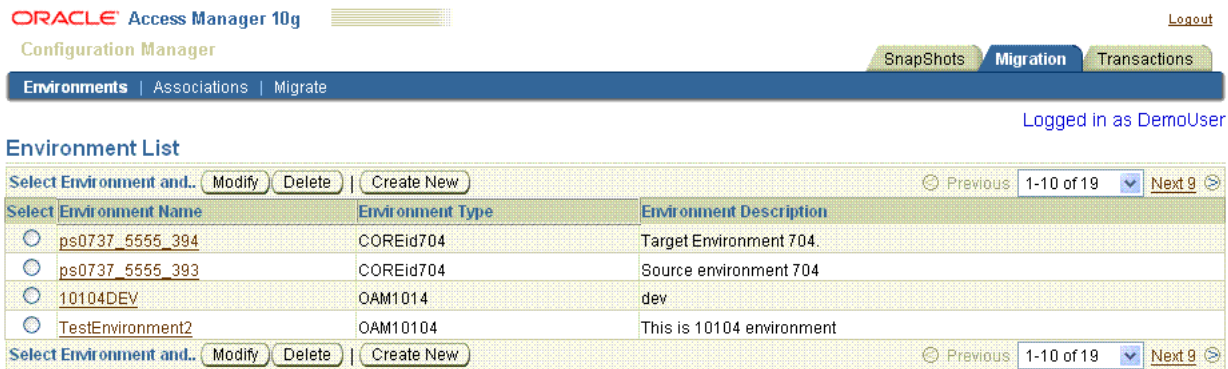 ORACLE Access Manager 10g
Logout
Configuration Manager
SnapShots Migration Transactions
Environments | Associations | Migrate
Logged in as DemoUser
Environment List
Select Environment and.. Modify Delete | Create New Previous 1-10 of 19 Next 9
Select Environment Name Environment Type Environment Description
ps0737_5555_394 COREid704 Target Environment 704.
ps0737_5555_393 COREid704 Source environment 704
10104DEV OAM1014 dev
TestEnvironment2 OAM10104 This is 10104 environment
Select Environment and.. Modify Delete | Create New Previous 1-10 of 19 Next 9